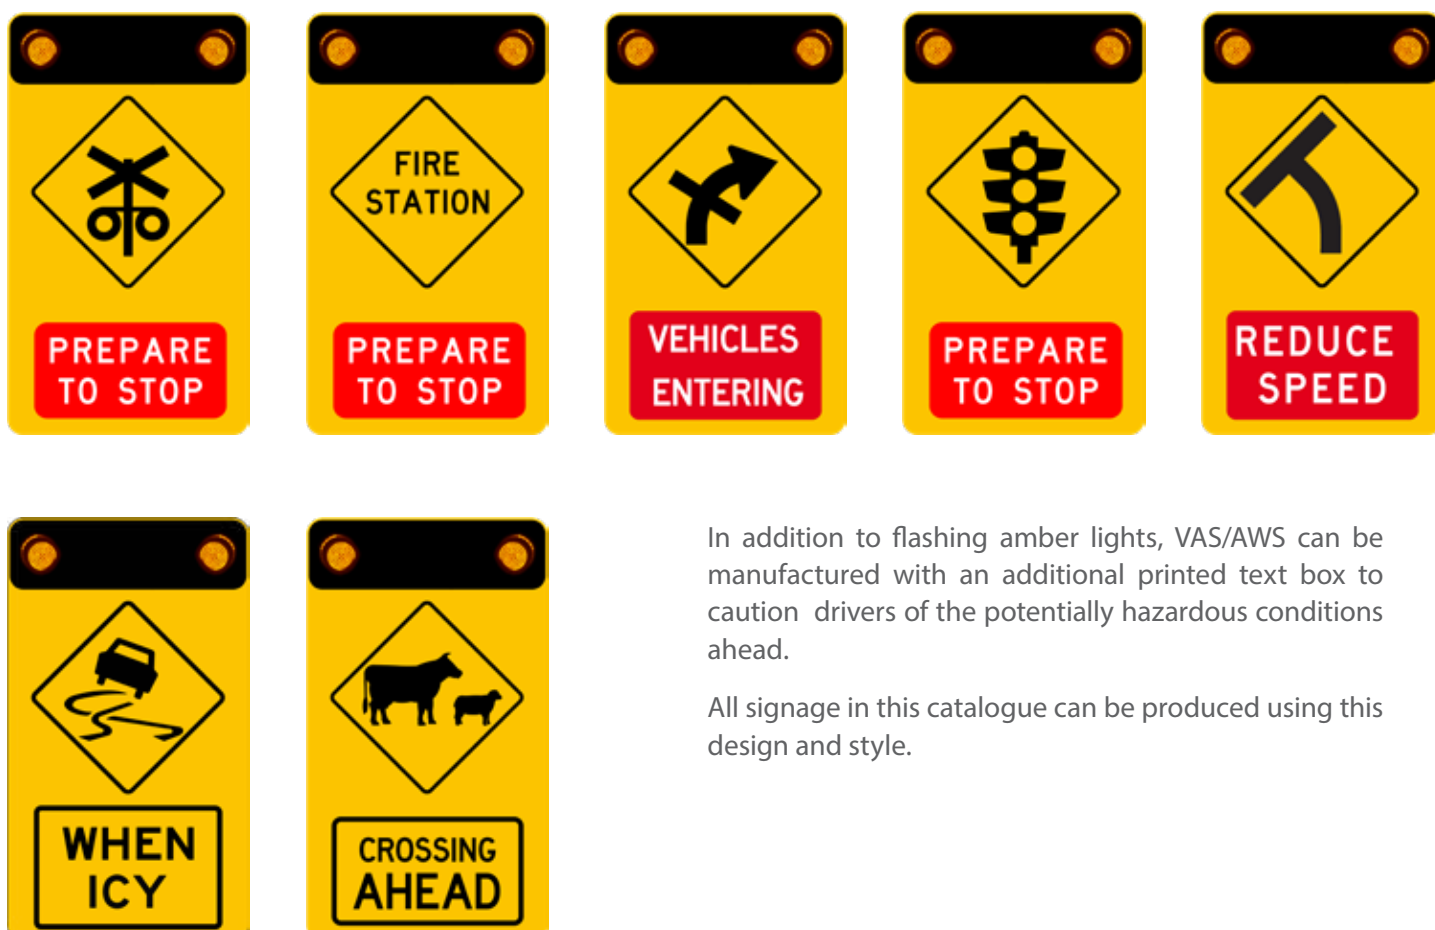 FIRE
STATION
PREPARE
TO STOP
PREPARE
TO STOP
VEHICLES
ENTERING
PREPARE
TO STOP
REDUCE
SPEED
WHEN
ICY
CROSSING
AHEAD
In addition to flashing amber lights, VAS/AWS can be
manufactured with an additional printed text box to
caution drivers of the potentially hazardous conditions
ahead.
All signage in this catalogue can be produced using this
design and style.